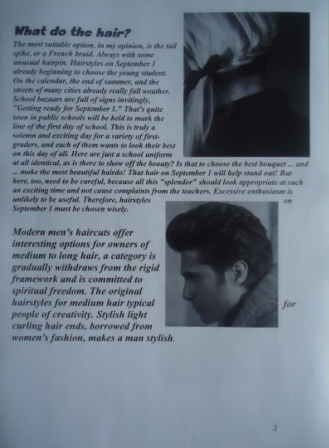 What do the hair?
The most suitable option, in my opinion, is the tail
spike, or a French braid. Always with some
unusual hairpin. Hairstyles on September 1
already beginning to choose the young student.
On the calendar, the end of summer, and the
streets of many cities already really fall weather.
School bazaars are full of signs invitingly,
"Getting ready for September 1." That's quite
soon in public schools will be held to mark the
line of the first day of school. This is truly a
solemn and exciting day for a variety of first-
graders, and each of them wants to look their best
on this day of all. Here are just a school uniform
at all identical, as is there to show off the beauty? Is that to choose the best bouquet ... and
... make the most beautiful hairdo! That hair on September 1 will help stand out! But
here, too, need to be careful, because all this "splendor" should look appropriate at such
an exciting time and not cause complaints from the teachers. Excessive enthusiasm is
unlikely to be useful. Therefore, hairstyles on
September 1 must be chosen wisely.
Modern men's haircuts offer
interesting options for owners of
medium to long hair, a category is
gradually withdraws from the rigid
framework and is committed to
spiritual freedom. The original
hairstyles for medium hair typical for
people of creativity. Stylish light
curling hair ends, borrowed from
women's fashion, makes a man stylish.
2